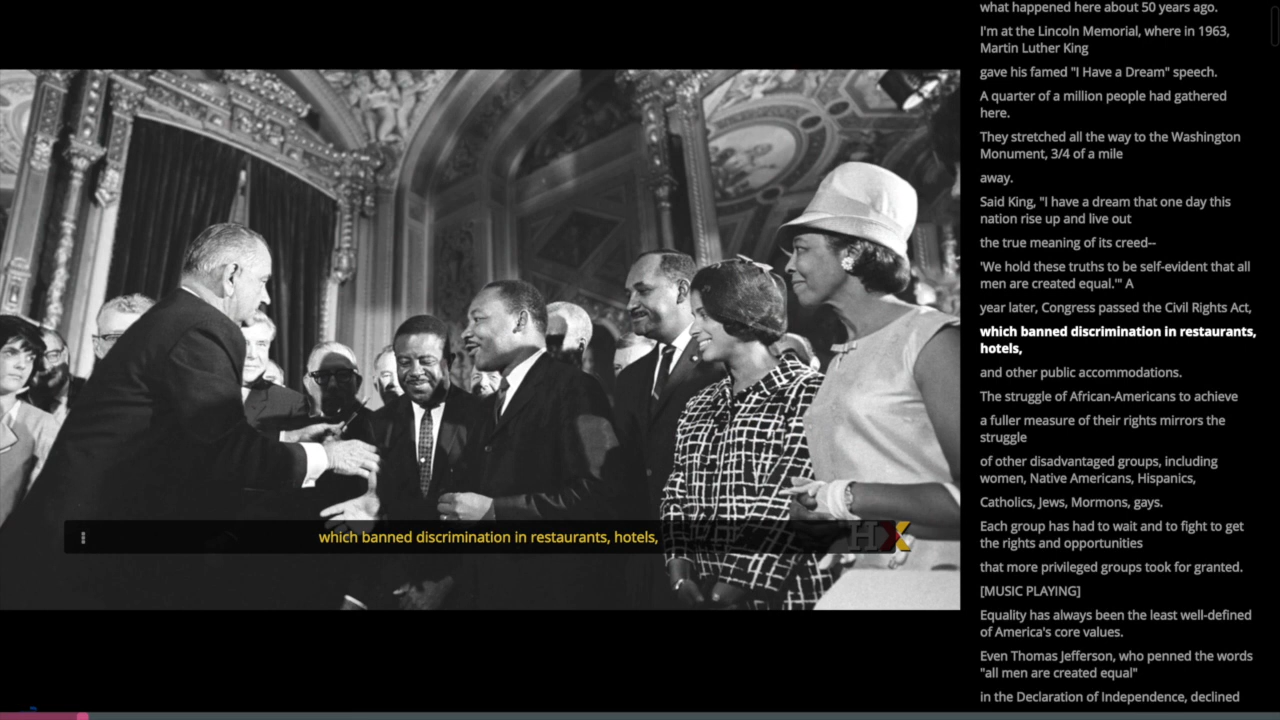 which banned discrimination in restaurants, hotels,
HX
what happened here about 50 years ago.
I'm at the Lincoln Memorial, where in 1963,
Martin Luther King
gave his famed "I Have a Dream" speech.
A quarter of a million people had gathered
here.
They stretched all the way to the Washington
Monument, 3/4 of a mile
away.
Said King, "I have a dream that one day this
nation rise up and live out
the true meaning of its creed--
'We hold these truths to be self-evident that all
men are created equal.'" A
year later, Congress passed the Civil Rights Act,
which banned discrimination in restaurants,
hotels,
and other public accommodations.
The struggle of African-Americans to achieve
a fuller measure of their rights mirrors the
struggle
of other disadvantaged groups, including
women, Native Americans, Hispanics,
Catholics, Jews, Mormons, gays.
Each group has had to wait and to fight to get
the rights and opportunities
that more privileged groups took for granted.
[MUSIC PLAYING]
Equality has always been the least well-defined
of America's core values.
Even Thomas Jefferson, who penned the words
"all men are created equal"
in the Declaration of Independence, declined